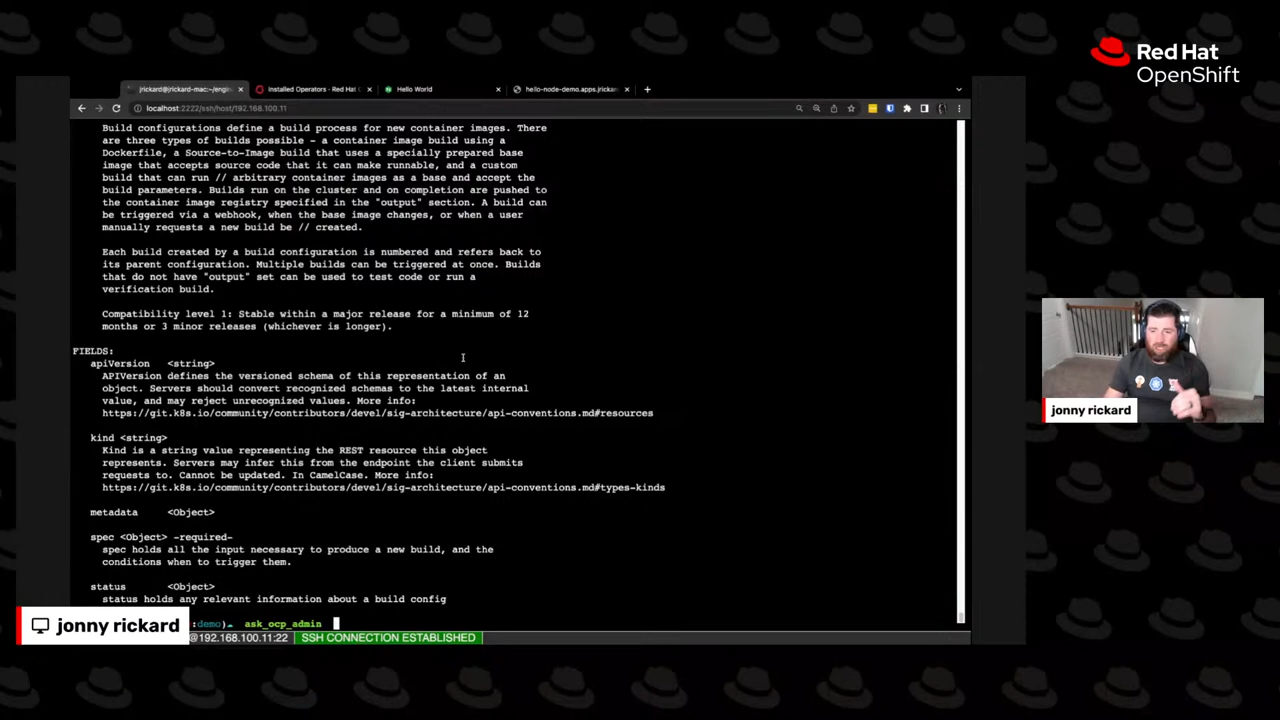 Red Hat
OpenShift
jrickard@jrickard-mac:~/engin
Installed Operators · Red Hat O
Hello World
hello-node-demo.apps.jrickar
localhost:2222/ssh/host/192.168.100.11
Build configurations define a build process for new container images. There
are three types of builds possible - a container image build using a
Dockerfile, a Source-to-Image build that uses a specially prepared base
image that accepts source code that it can make runnable, and a custom
build that can run // arbitrary container images as a base and accept the
build parameters. Builds run on the cluster and on completion are pushed to
the container image registry specified in the "output" section. A build can
be triggered via a webhook, when the base image changes, or when a user
manually requests a new build be // created.
Each build created by a build configuration is numbered and refers back to
its parent configuration. Multiple builds can be triggered at once. Builds
that do not have "output" set can be used to test code or run a
verification build.
Compatibility level 1: Stable within a major release for a minimum of 12
months or 3 minor releases (whichever is longer).
FIELDS:
apiVersion <string>
APIVersion defines the versioned schema of this representation of an
object. Servers should convert recognized schemas to the latest internal
value, and may reject unrecognized values. More info:
https://git.k8s.io/community/contributors/devel/sig-architecture/api-conventions.md#resources
kind <string>
Kind is a string value representing the REST resource this object
represents. Servers may infer this from the endpoint the client submits
requests to. Cannot be updated. In CamelCase. More info:
https://git.k8s.io/community/contributors/devel/sig-architecture/api-conventions.md#types-kinds
metadata <Object>
spec <Object> -required-
spec holds all the input necessary to produce a new build, and the
conditions when to trigger them.
status <Object>
status holds any relevant information about a build config
:demo) ask_ocp_admin
@192.168.100.11:22 SSH CONNECTION ESTABLISHED
jonny rickard
jonny rickard